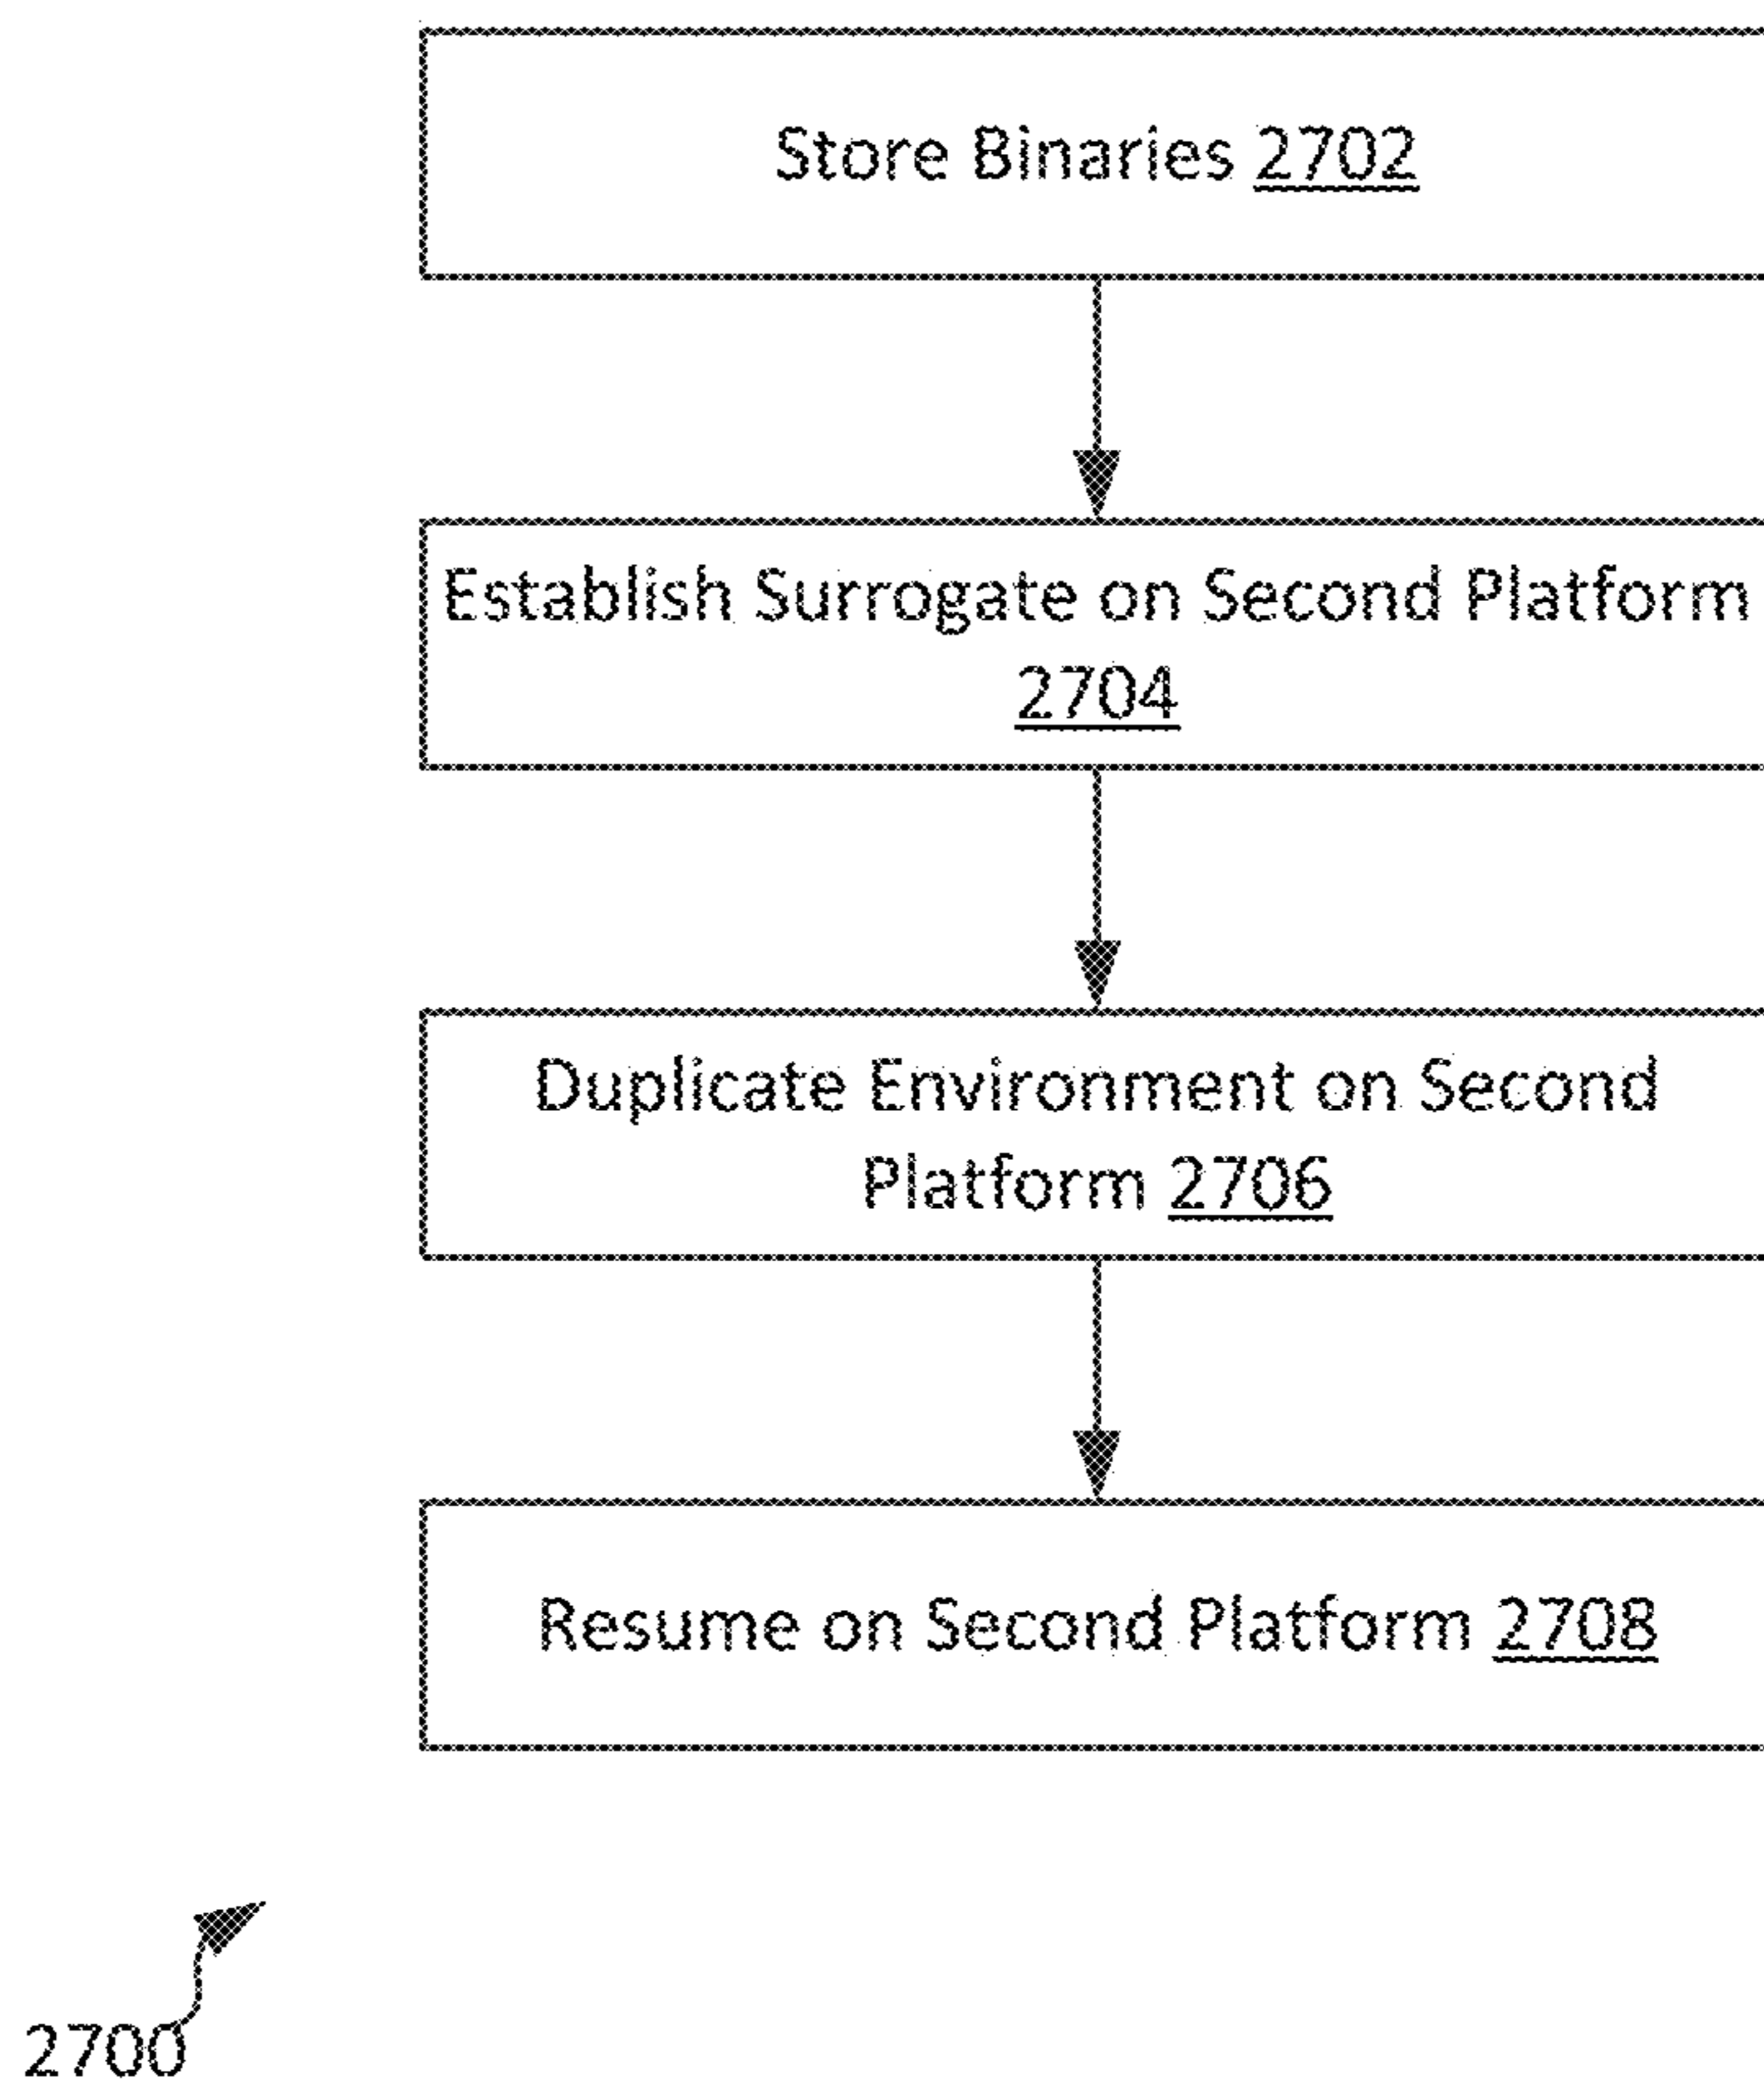 Store Binaries 2702
Establish Surrogate on Second Platform
2704
Duplicate Environment on Second
Platform 2706
Resume on Second Platform 2708
2700